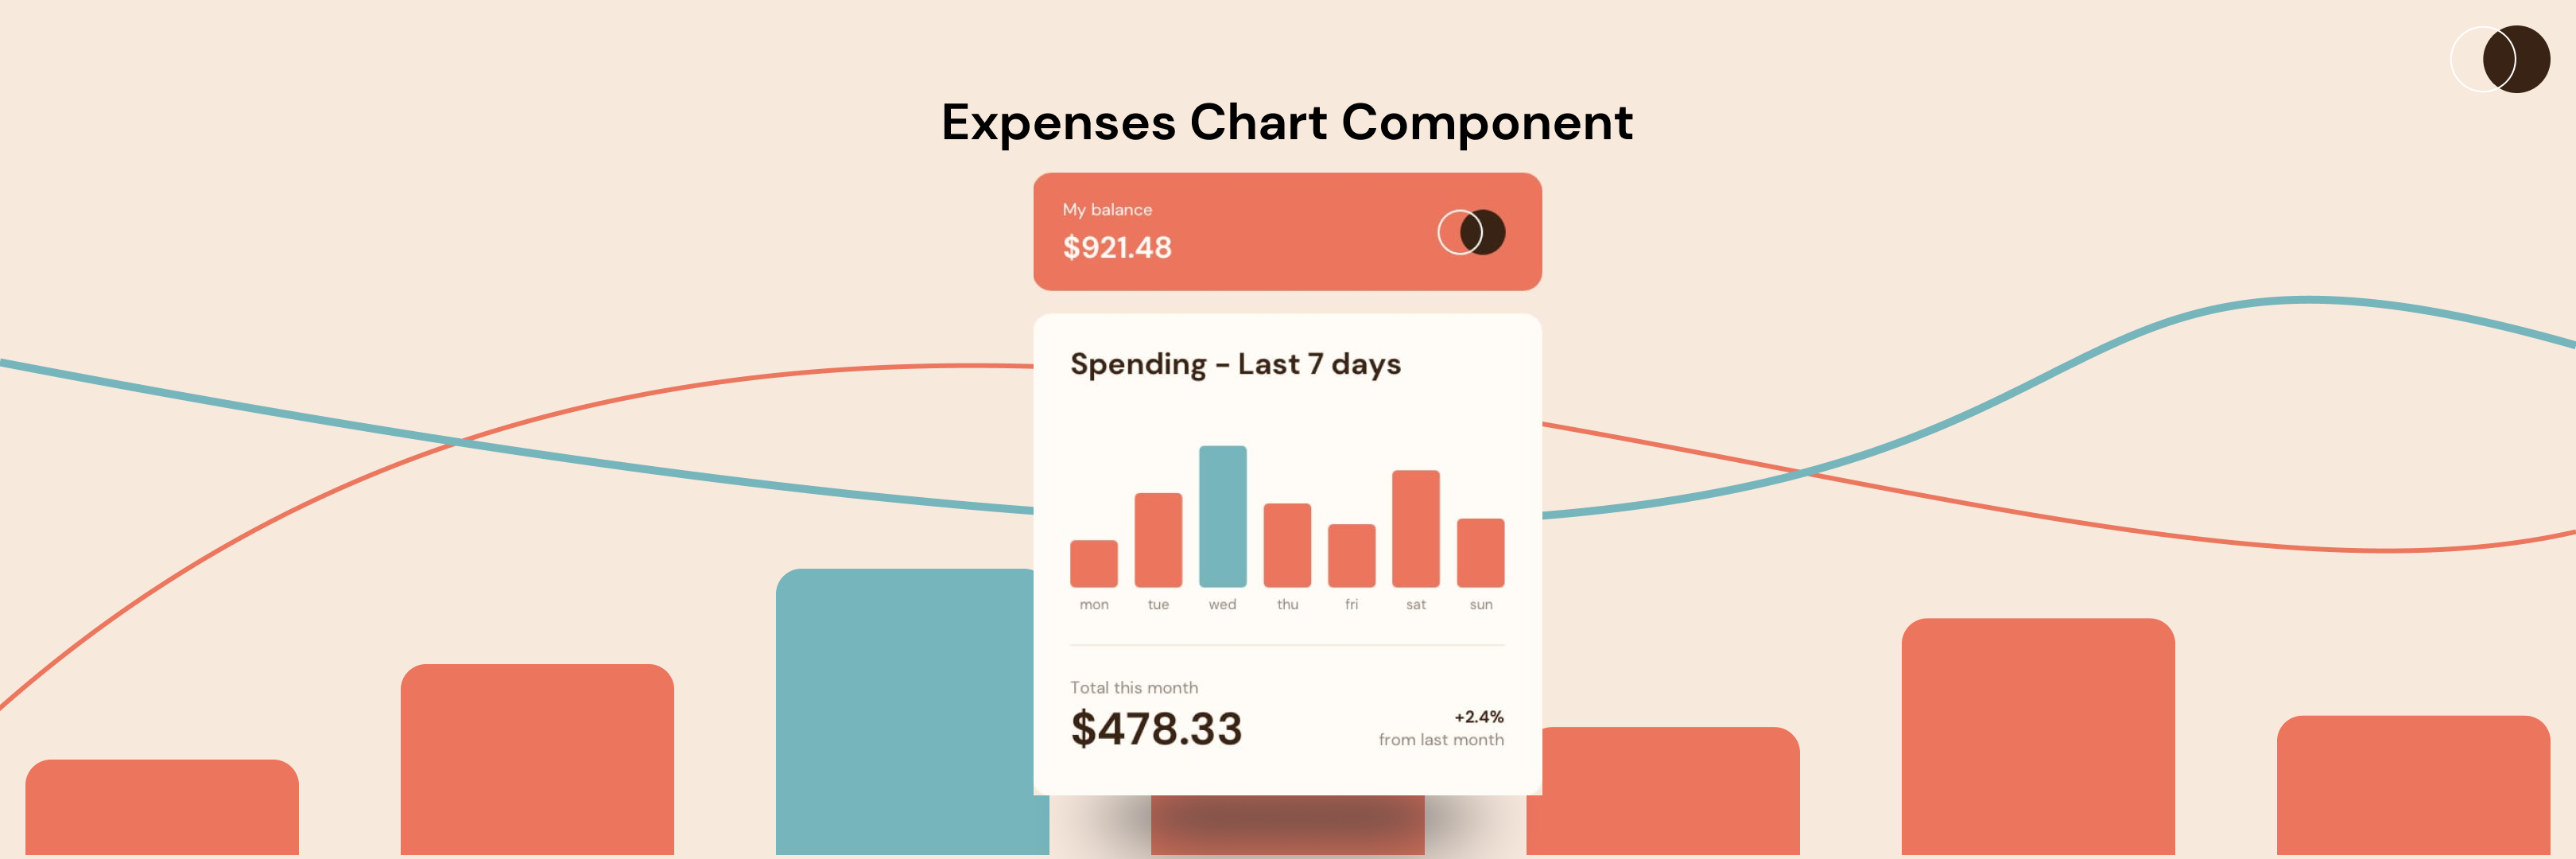 Expenses Chart Component
My balance
$921.48
Spending - Last 7 days
mon tue wed thu fri sat sun
Total this month
$478.33
+2.4%
from last month